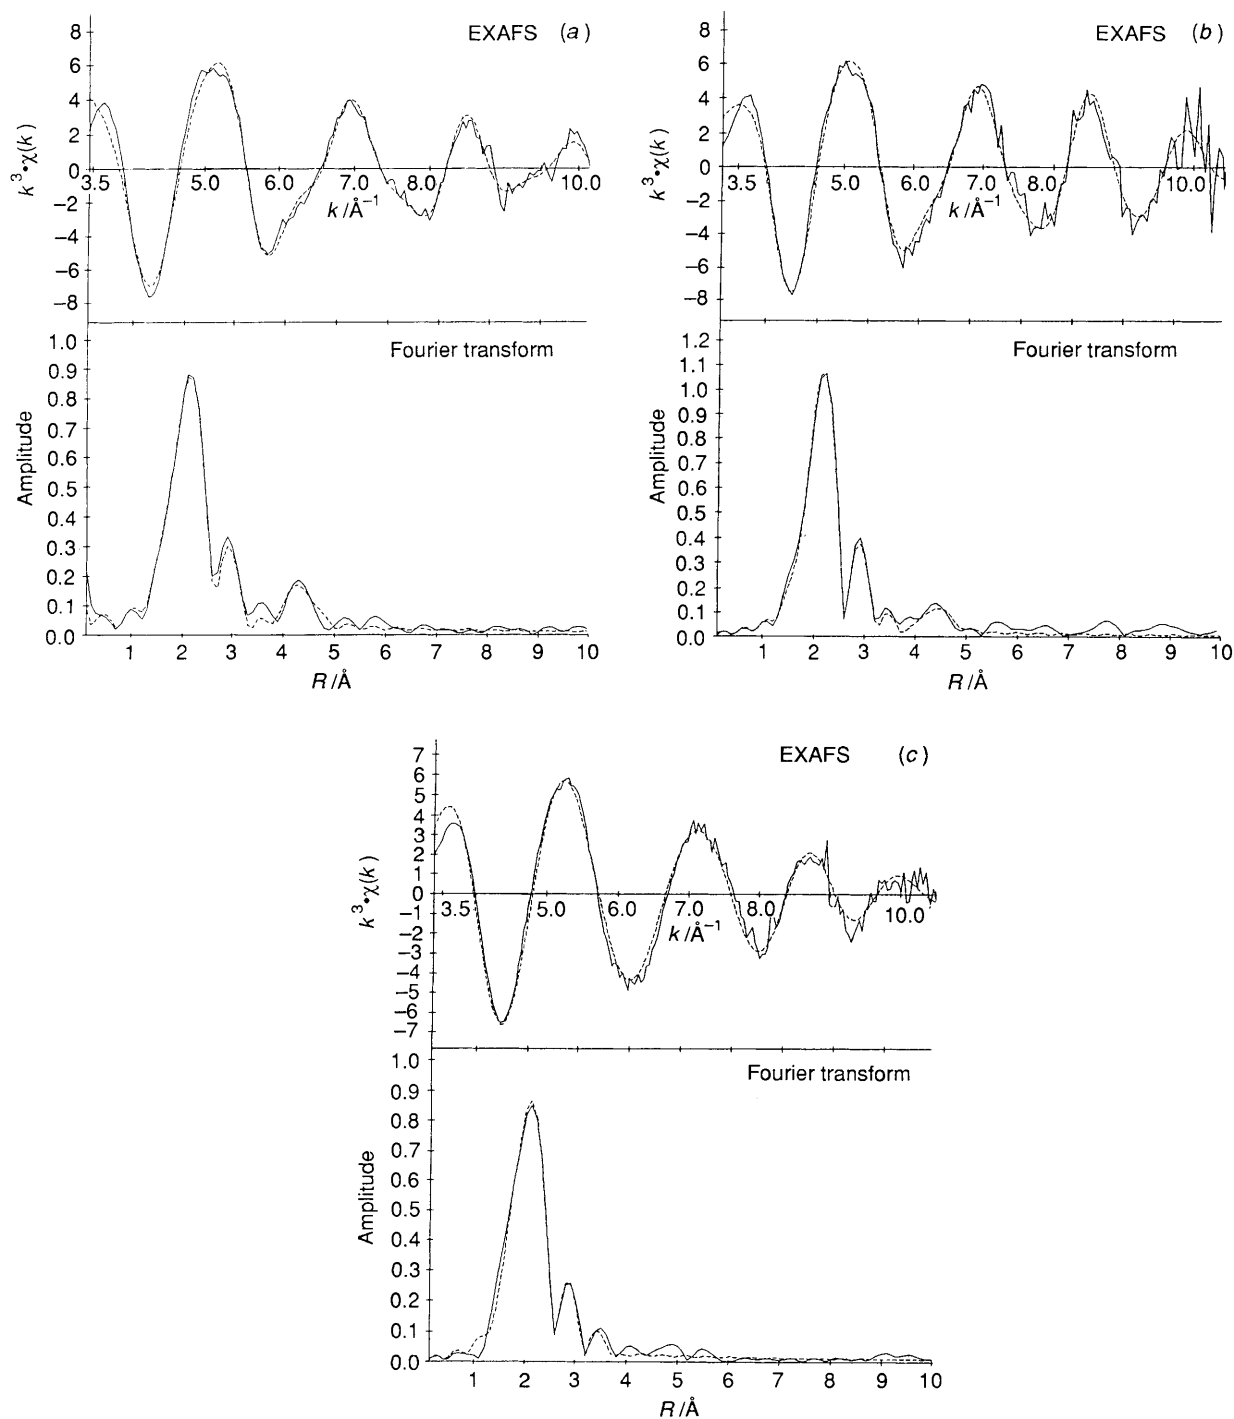 EXAFS (a)
8
6
4
2
0
−2
−4
−6
−8
k³•χ(k)
3.5 5.0 6.0 7.0 8.0 10.0
k/Å⁻¹
Fourier transform
1.0
0.9
0.8
0.7
0.6
0.5
0.4
0.3
0.2
0.1
0.0
Amplitude
1 2 3 4 5 6 7 8 9 10.0
R/Å
EXAFS (b)
8
6
4
2
0
−2
−4
−6
−8
k³•χ(k)
3.5 5.0 6.0 7.0 8.0 10.0
k/Å⁻¹
Fourier transform
1.2
1.1
1.0
0.9
0.8
0.7
0.6
0.5
0.4
0.3
0.2
0.1
0.0
Amplitude
1 2 3 4 5 6 7 8 9 10
R/Å
EXAFS (c)
7
6
5
4
3
2
1
0
−1
−2
−3
−4
−5
−6
−7
k³•χ(k)
3.5 5.0 6.0 7.0 8.0 10.0
k/Å⁻¹
Fourier transform
1.0
0.9
0.8
0.7
0.6
0.5
0.4
0.3
0.2
0.1
0.0
Amplitude
1 2 3 4 5 6 7 8 9 10
R/Å